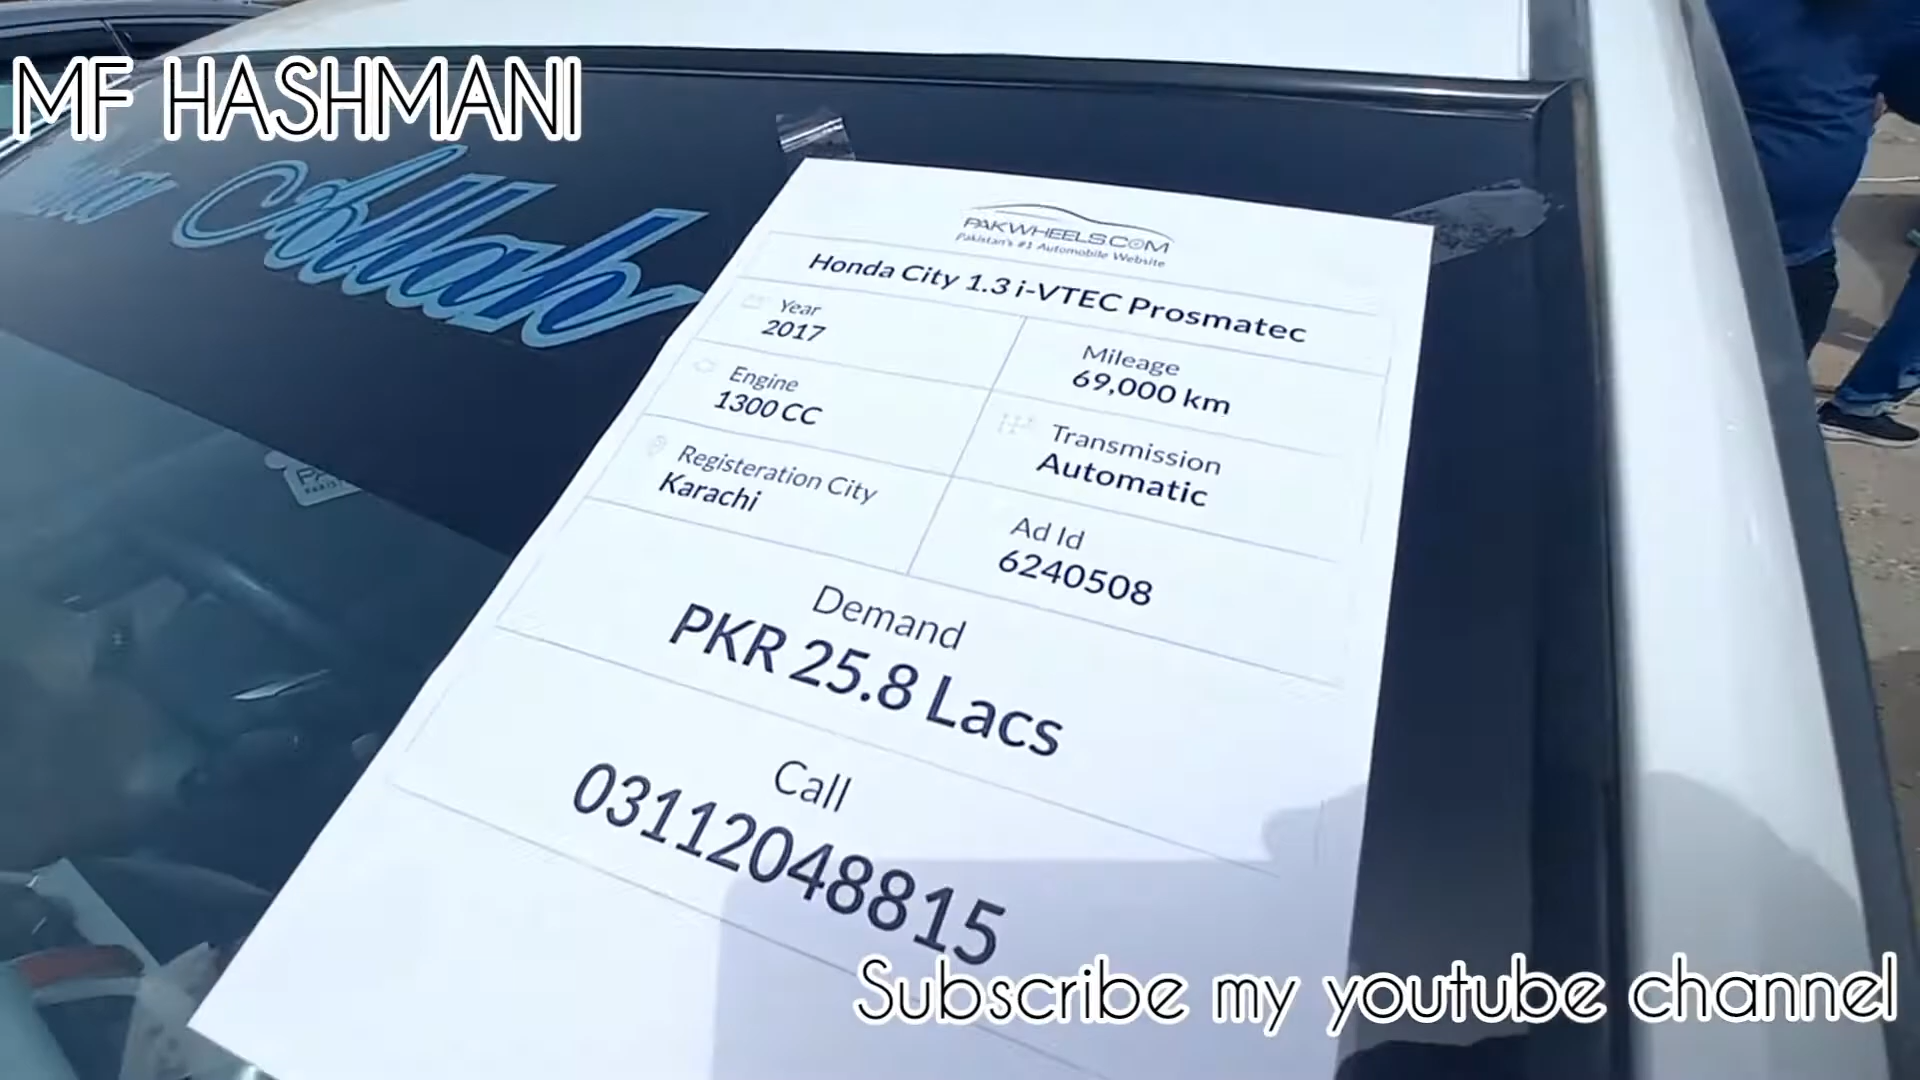 MF HASHMANI
Allah
PAKWHEELS.COM
Pakistan's #1 Automobile Website
Honda City 1.3 i-VTEC Prosmatec
Year
2017
Mileage
69,000 km
Engine
1300 CC
Transmission
Automatic
Registeration City
Karachi
Ad Id
6240508
Demand
PKR 25.8 Lacs
Call
03112048815
Subscribe my youtube channel